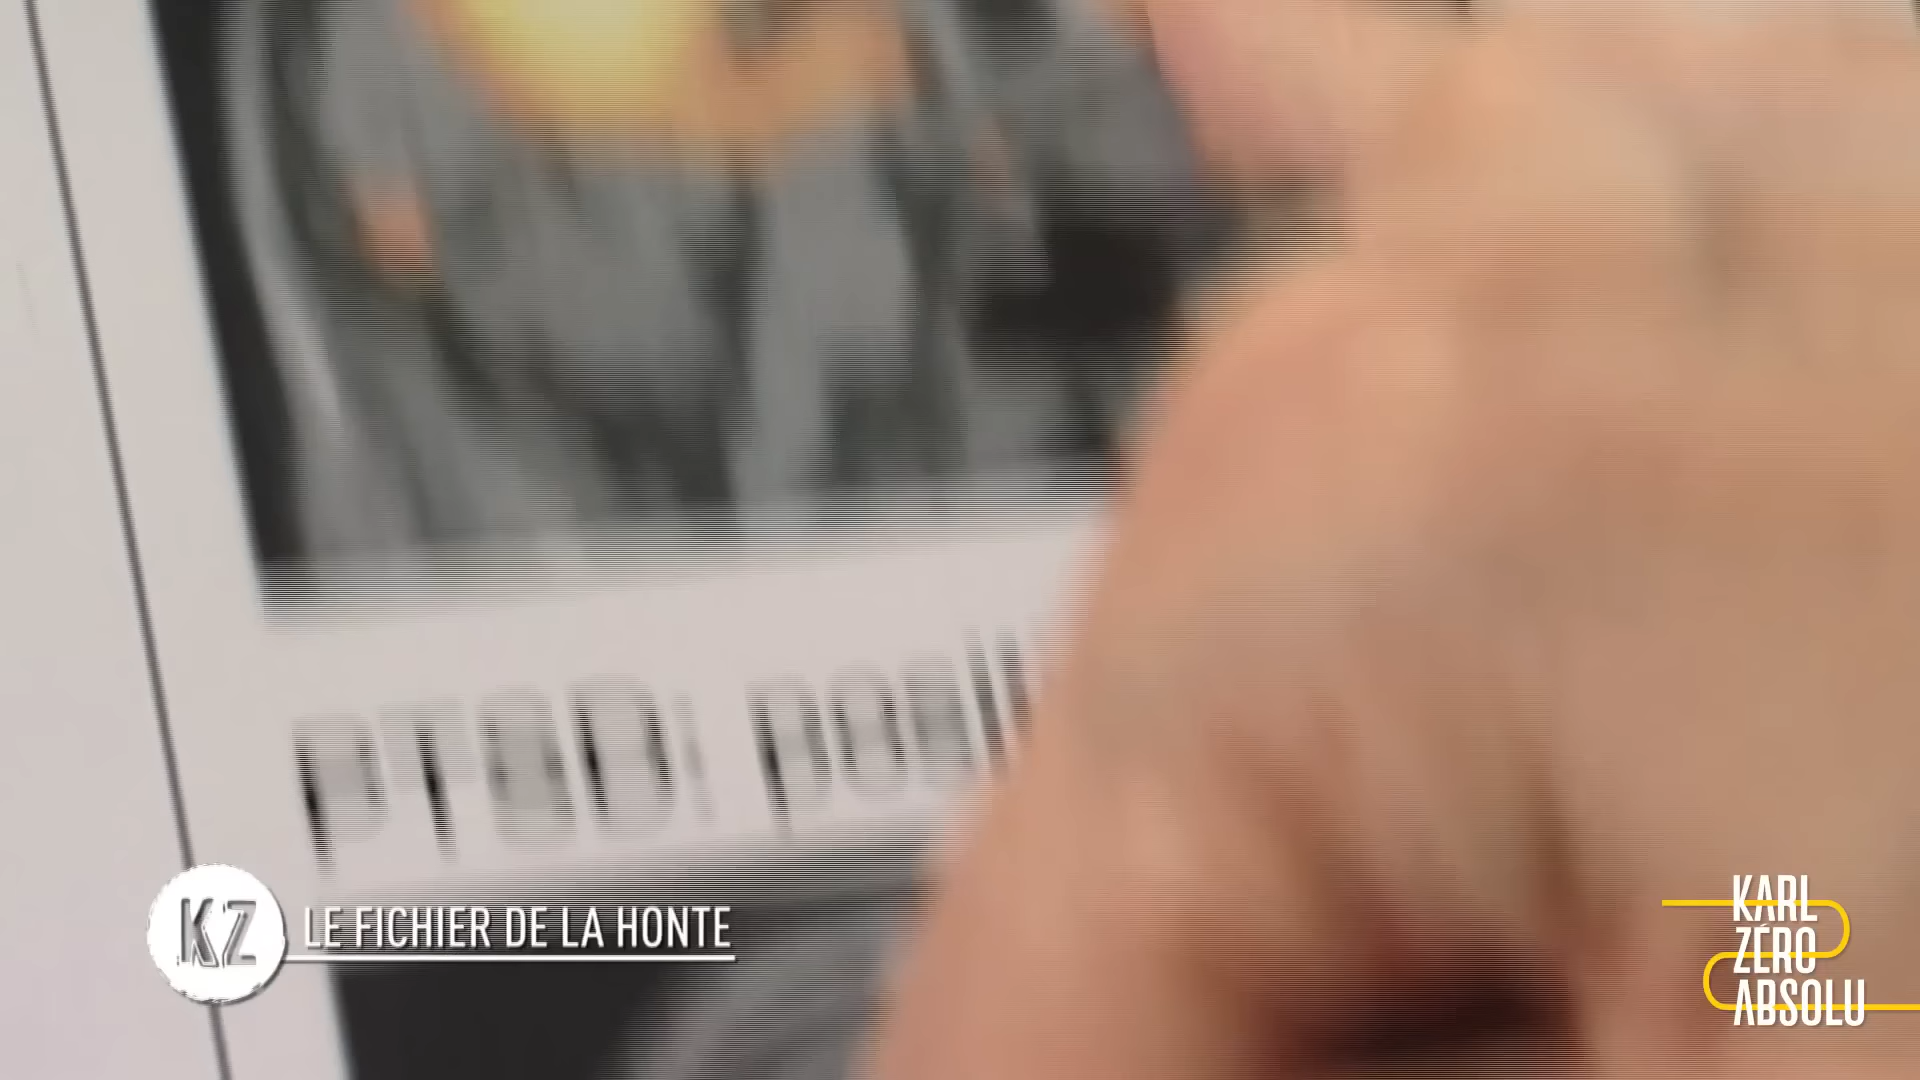 KZ LE FICHIER DE LA HONTE
KARL
ZÉRO
ABSOLU